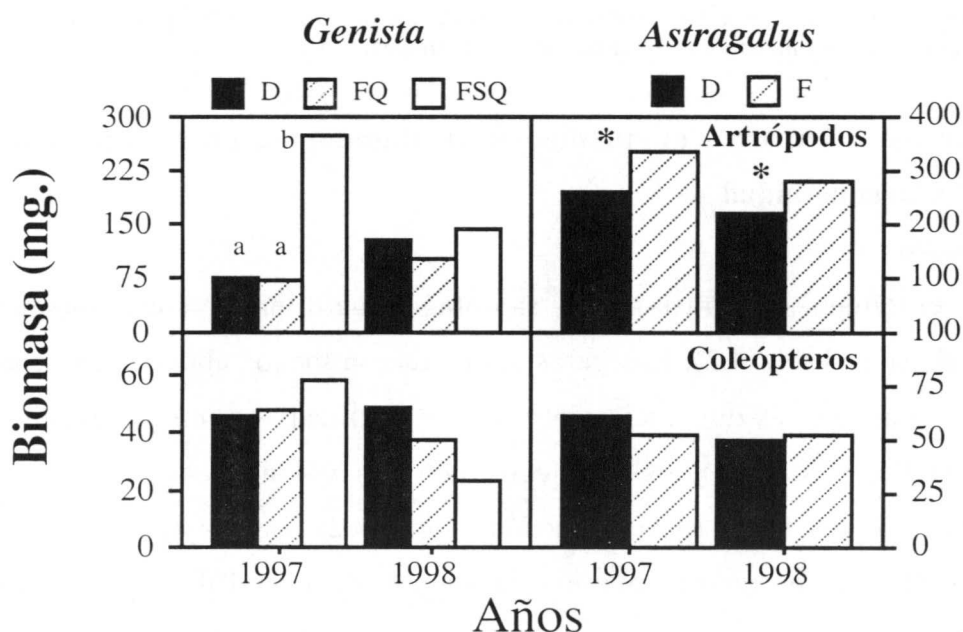 Genista Astragalus
D FQ FSQ D F
300 400
b * Artrópodos
225 300
*
150 200
a a
75 100
0 100
Coleópteros
60 75
40 50
20 25
0 0
1997 1998 1997 1998
Biomasa (mg.)
Años